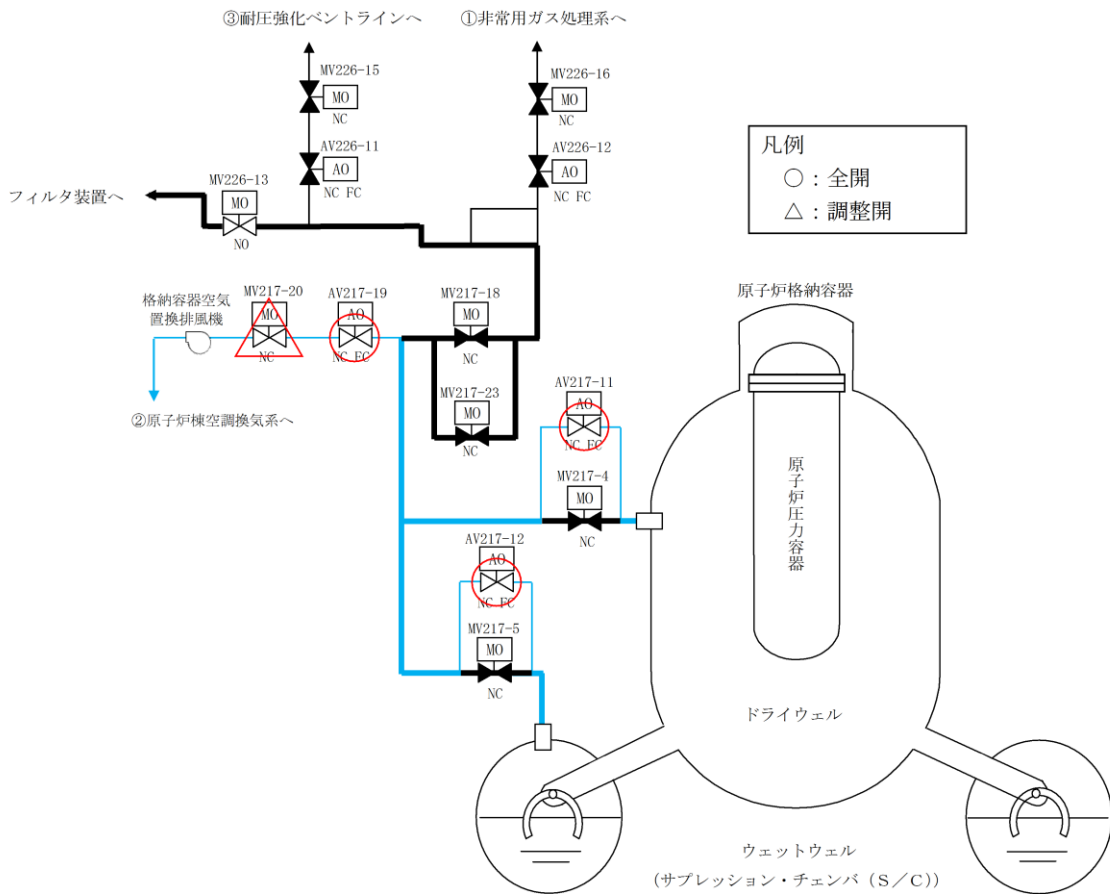 ③耐圧強化ベントラインへ
①非常用ガス処理系へ
MV226-15
MO
NC
MV226-16
MO
NC
AV226-11
AO
NC FC
AV226-12
AO
NC FC
凡例
○：全開
△：調整開
フィルタ装置へ
MV226-13
MO
NO
格納容器空気
置換排風機
MV217-20
MO
NC
AV217-19
AO
NC FC
MV217-18
MO
NC
原子炉格納容器
②原子炉棟空調換気系へ
MV217-23
MO
NC
AV217-11
AO
NC FC
原子炉圧力容器
MV217-4
MO
NC
AV217-12
AO
NC FC
MV217-5
MO
NC
ドライウェル
ウェットウェル
(サプレッション・チェンバ（S／C）)